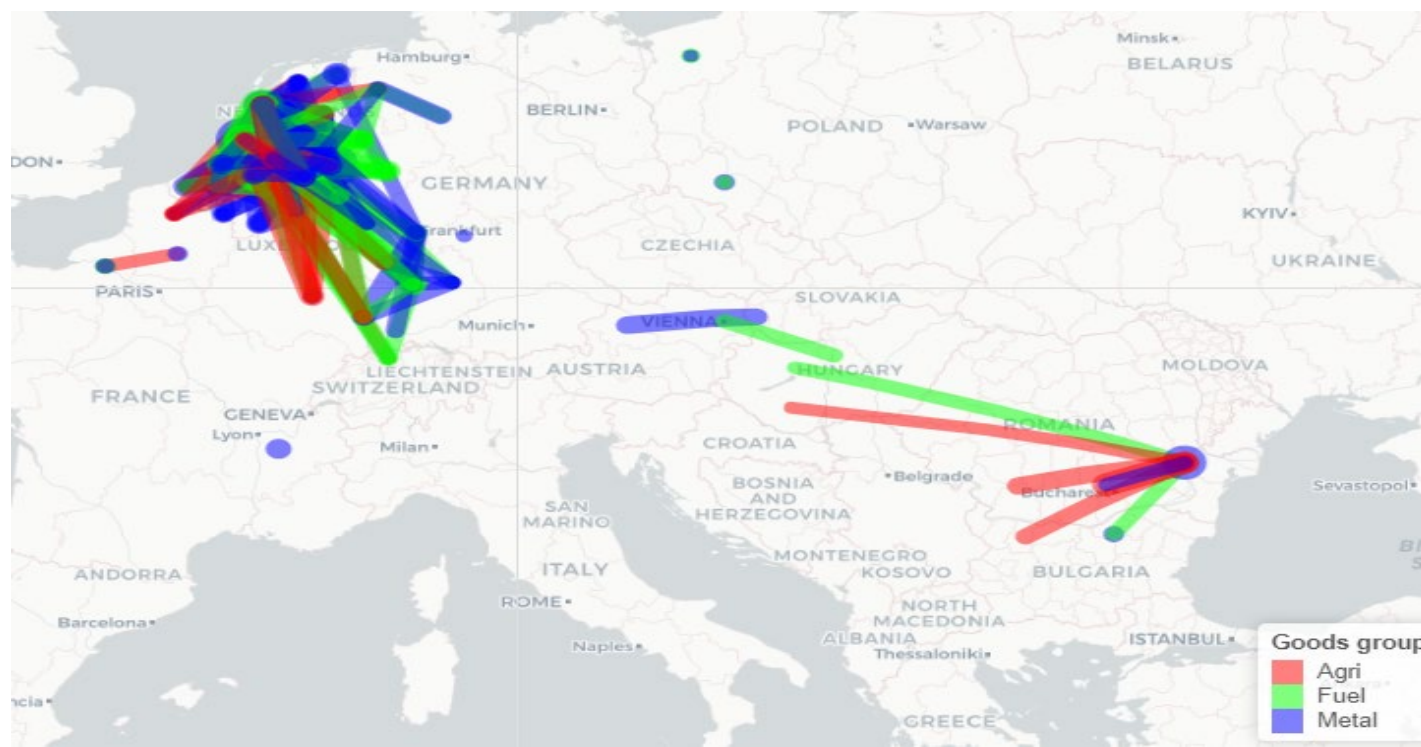 Minsk
BELARUS
Hamburg
BERLIN
POLAND
Warsaw
DON
GERMANY
KYIV
Frankfurt
CZECHIA
UKRAINE
PARIS
SLOVAKIA
Munich
VIENNA
MOLDOVA
LIECHTENSTEIN
AUSTRIA
HUNGARY
SWITZERLAND
FRANCE
GENEVA
ROMANIA
Lyon
Milan
CROATIA
Belgrade
Bucharest
Sevastopol
BOSNIA
AND
HERZEGOVINA
SAN
MARINO
MONTENEGRO
ITALY
KOSOVO
BULGARIA
ANDORRA
ROME
NORTH
MACEDONIA
Barcelona
ALBANIA
ISTANBUL
Naples
Thessaloniki
Goods group
Agri
Fuel
Metal
ncia
GREECE